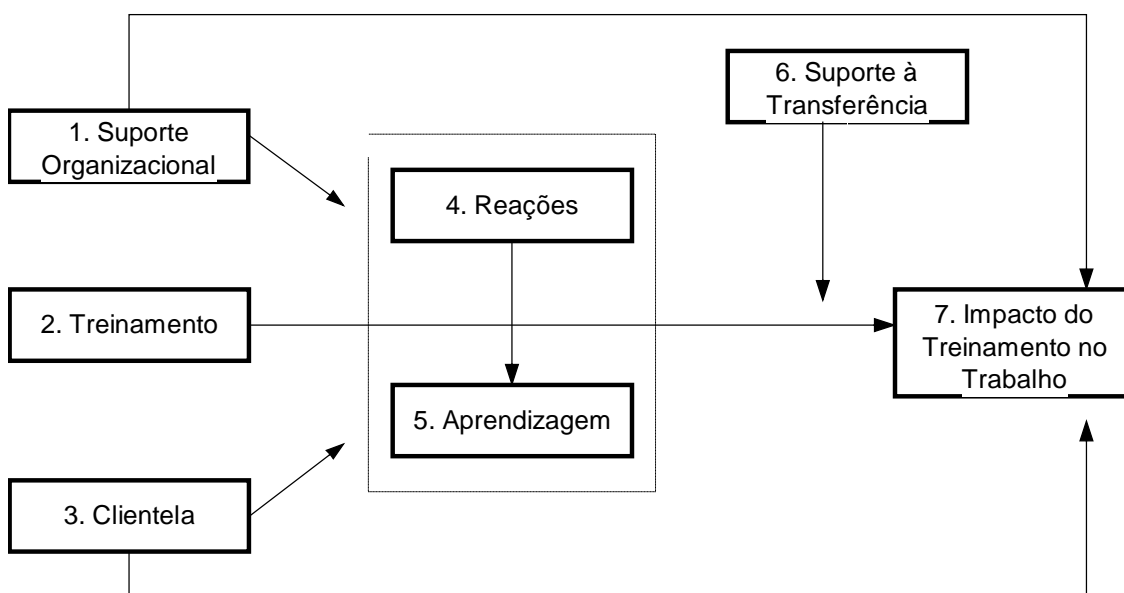 1. Suporte
Organizacional
2. Treinamento
3. Clientela
4. Reações
5. Aprendizagem
6. Suporte à
Transferência
7. Impacto do
Treinamento no
Trabalho